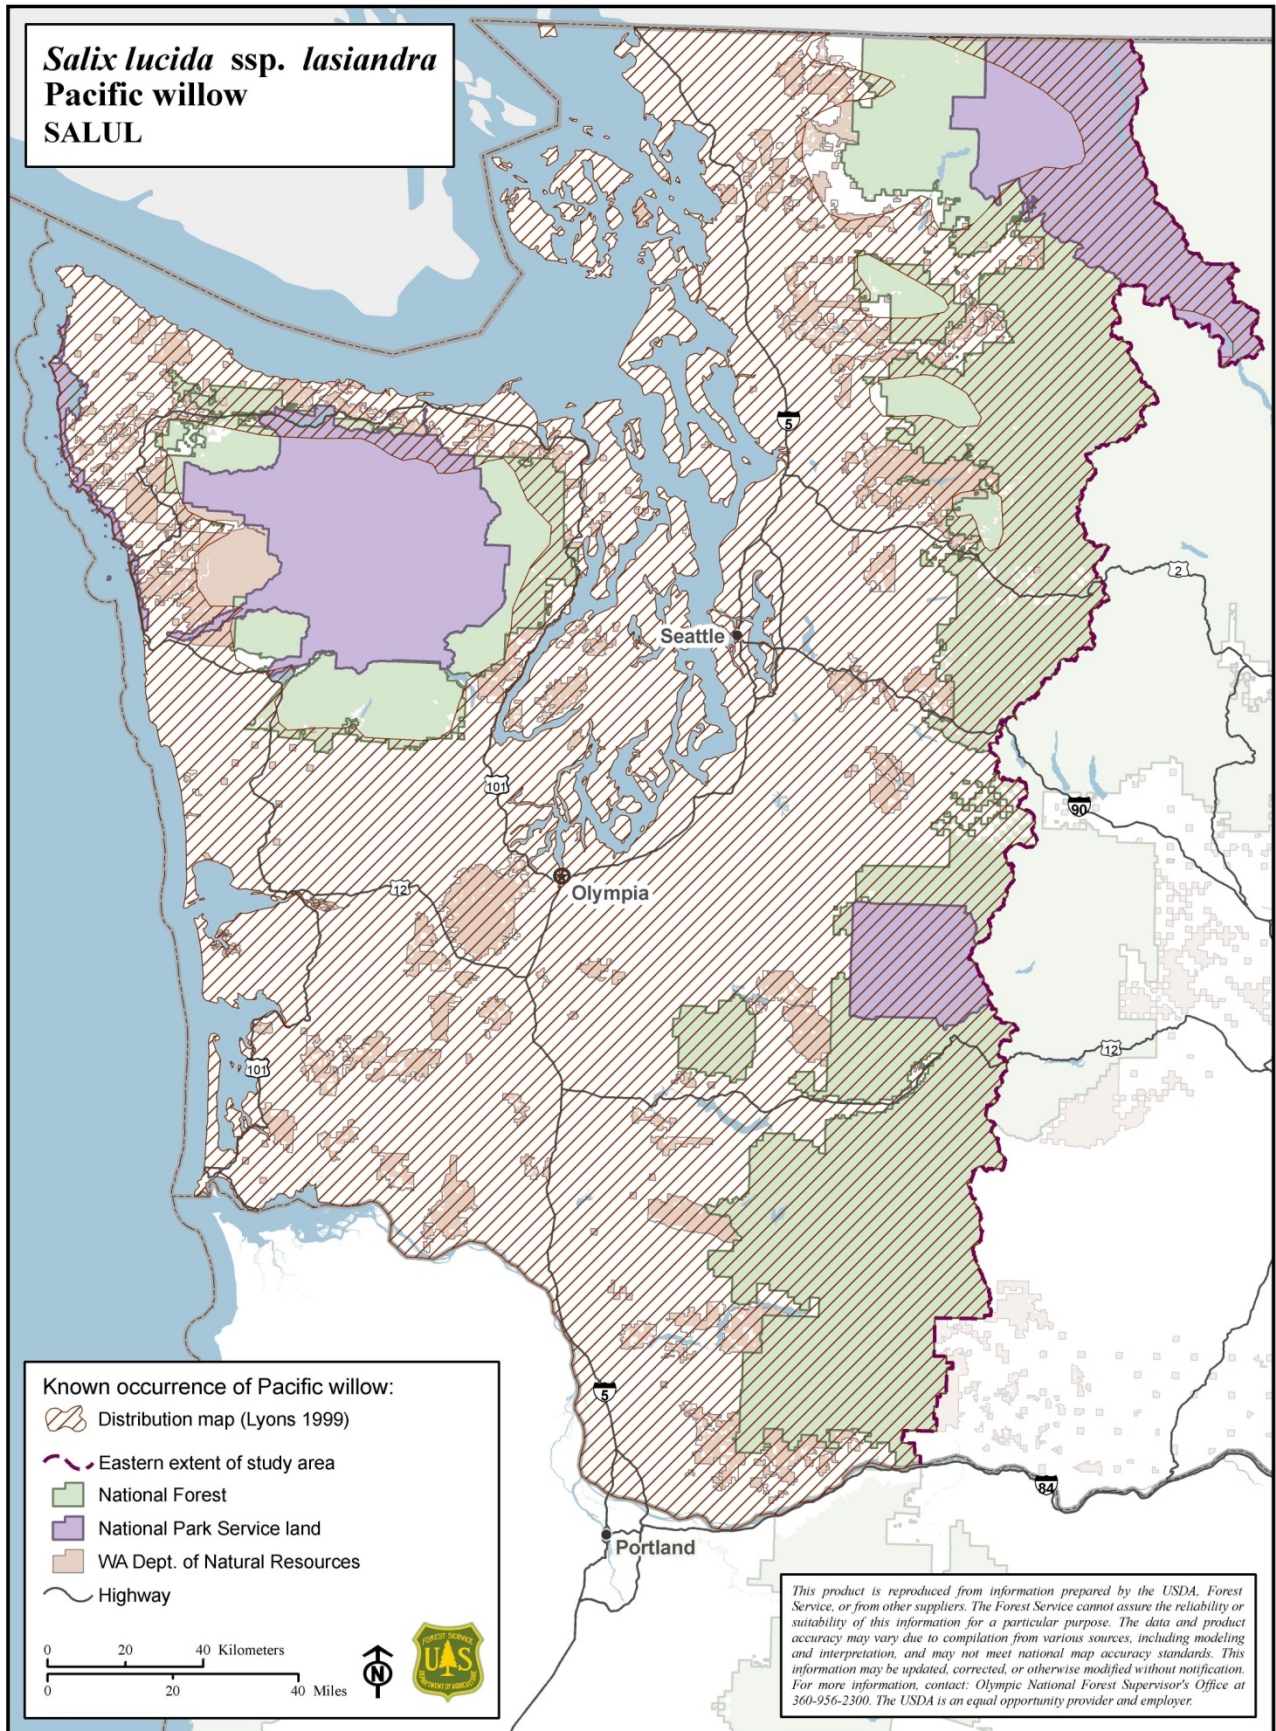 Salix lucida ssp. lasiandra
Pacific willow
SALUL
5
2
Seattle
101
90
12
Olympia
101
12
5
84
Portland
Known occurrence of Pacific willow:
Distribution map (Lyons 1999)
Eastern extent of study area
National Forest
National Park Service land
WA Dept. of Natural Resources
Highway
0 20 40 Kilometers
0 20 40 Miles
N
FOREST SERVICE
U S
DEPARTMENT OF AGRICULTURE
This product is reproduced from information prepared by the USDA, Forest
Service, or from other suppliers. The Forest Service cannot assure the reliability or
suitability of this information for a particular purpose. The data and product
accuracy may vary due to compilation from various sources, including modeling
and interpretation, and may not meet national map accuracy standards. This
information may be updated, corrected, or otherwise modified without notification.
For more information, contact: Olympic National Forest Supervisor's Office at
360-956-2300. The USDA is an equal opportunity provider and employer.